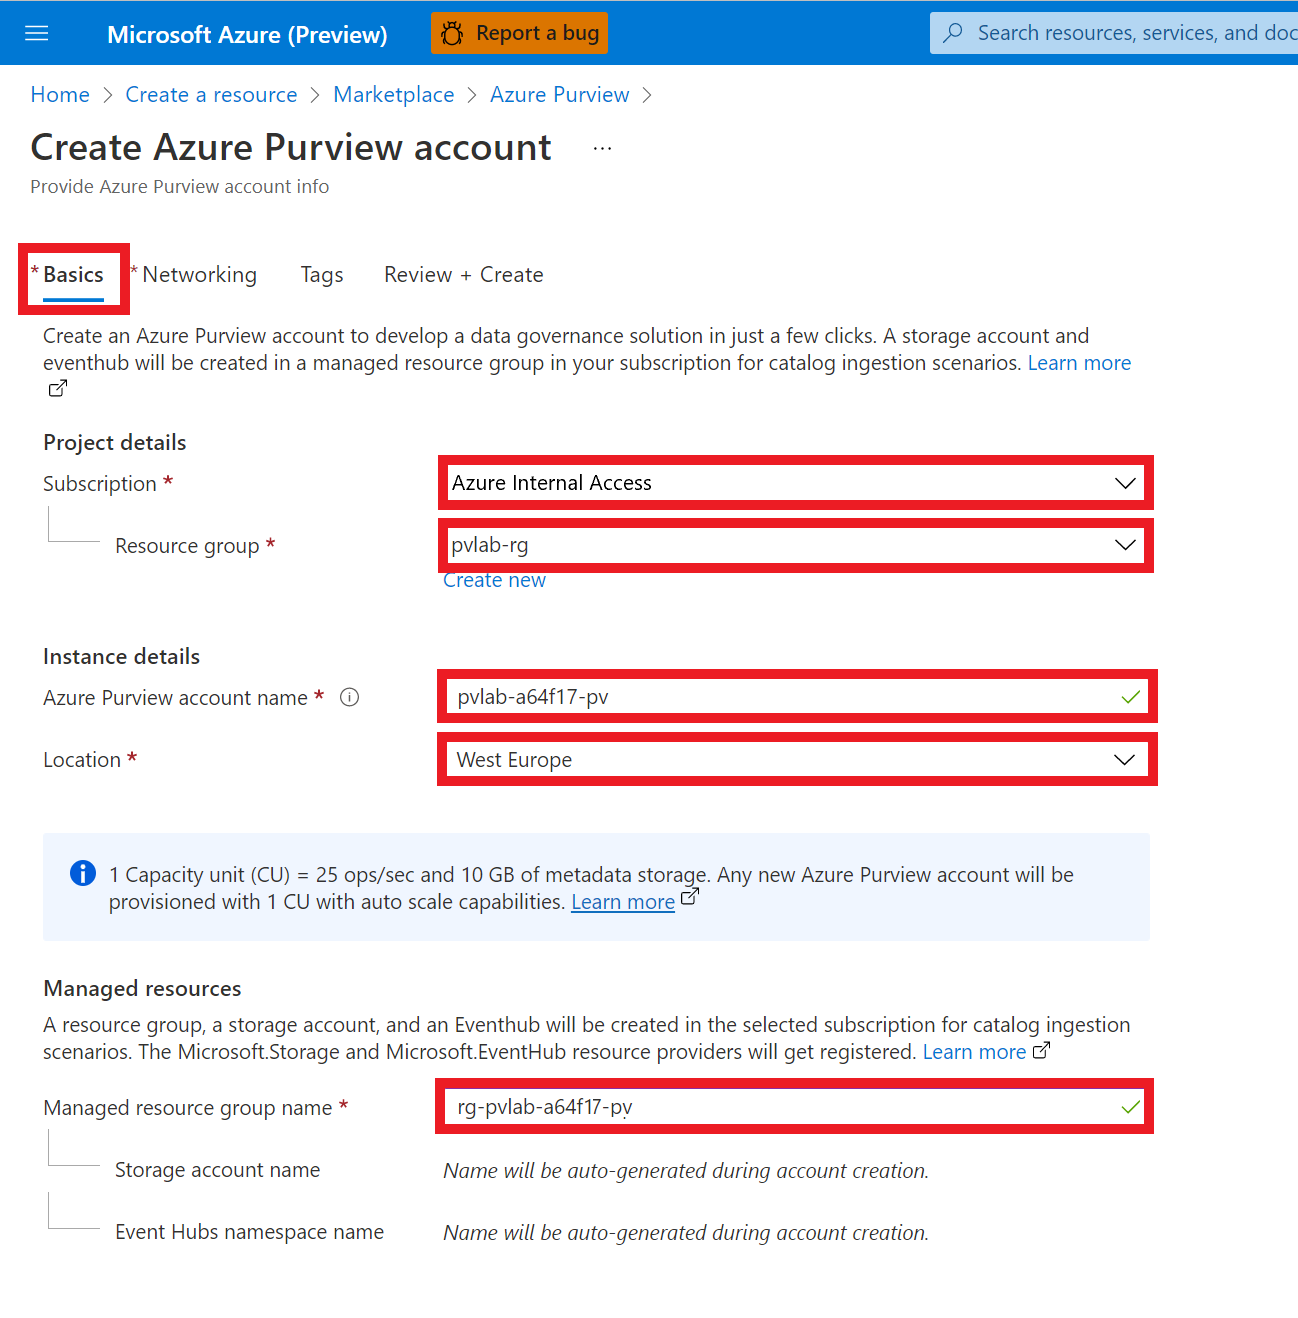 Microsoft Azure (Preview)
Report a bug
Search resources, services, and doc
Home > Create a resource > Marketplace > Azure Purview >
Create Azure Purview account ...
Provide Azure Purview account info
* Basics * Networking Tags Review + Create
Create an Azure Purview account to develop a data governance solution in just a few clicks. A storage account and
eventhub will be created in a managed resource group in your subscription for catalog ingestion scenarios. Learn more
Project details
Subscription * Azure Internal Access
Resource group * pvlab-rg
Create new
Instance details
Azure Purview account name * pvlab-a64f17-pv
Location * West Europe
1 Capacity unit (CU) = 25 ops/sec and 10 GB of metadata storage. Any new Azure Purview account will be
provisioned with 1 CU with auto scale capabilities. Learn more
Managed resources
A resource group, a storage account, and an Eventhub will be created in the selected subscription for catalog ingestion
scenarios. The Microsoft.Storage and Microsoft.EventHub resource providers will get registered. Learn more
Managed resource group name * rg-pvlab-a64f17-pv
Storage account name Name will be auto-generated during account creation.
Event Hubs namespace name Name will be auto-generated during account creation.